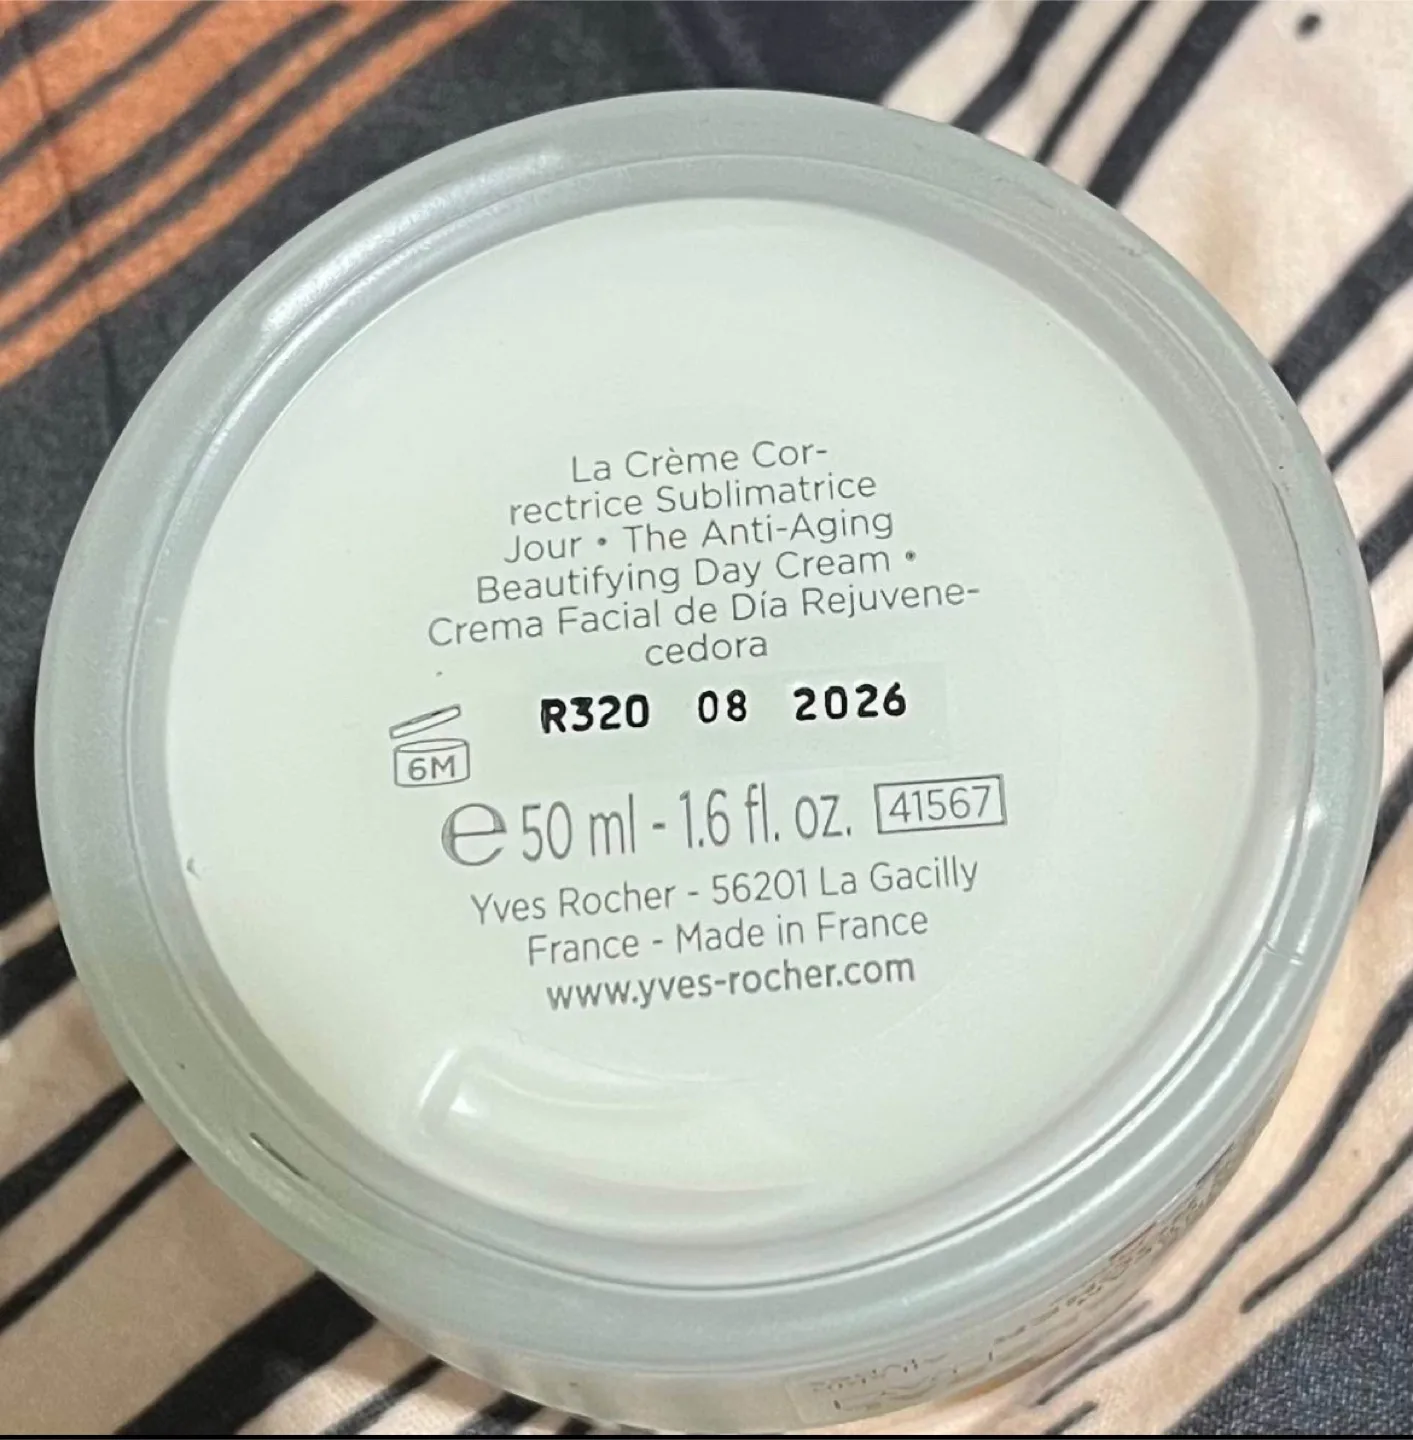 La Crème Cor-
rectrice Sublimatrice
Jour • The Anti-Aging
Beautifying Day Cream •
Crema Facial de Día Rejuvene-
cedora
R320 08 2026
6M
e 50 ml - 1.6 fl. oz. 41567
Yves Rocher - 56201 La Gacilly
France - Made in France
www.yves-rocher.com